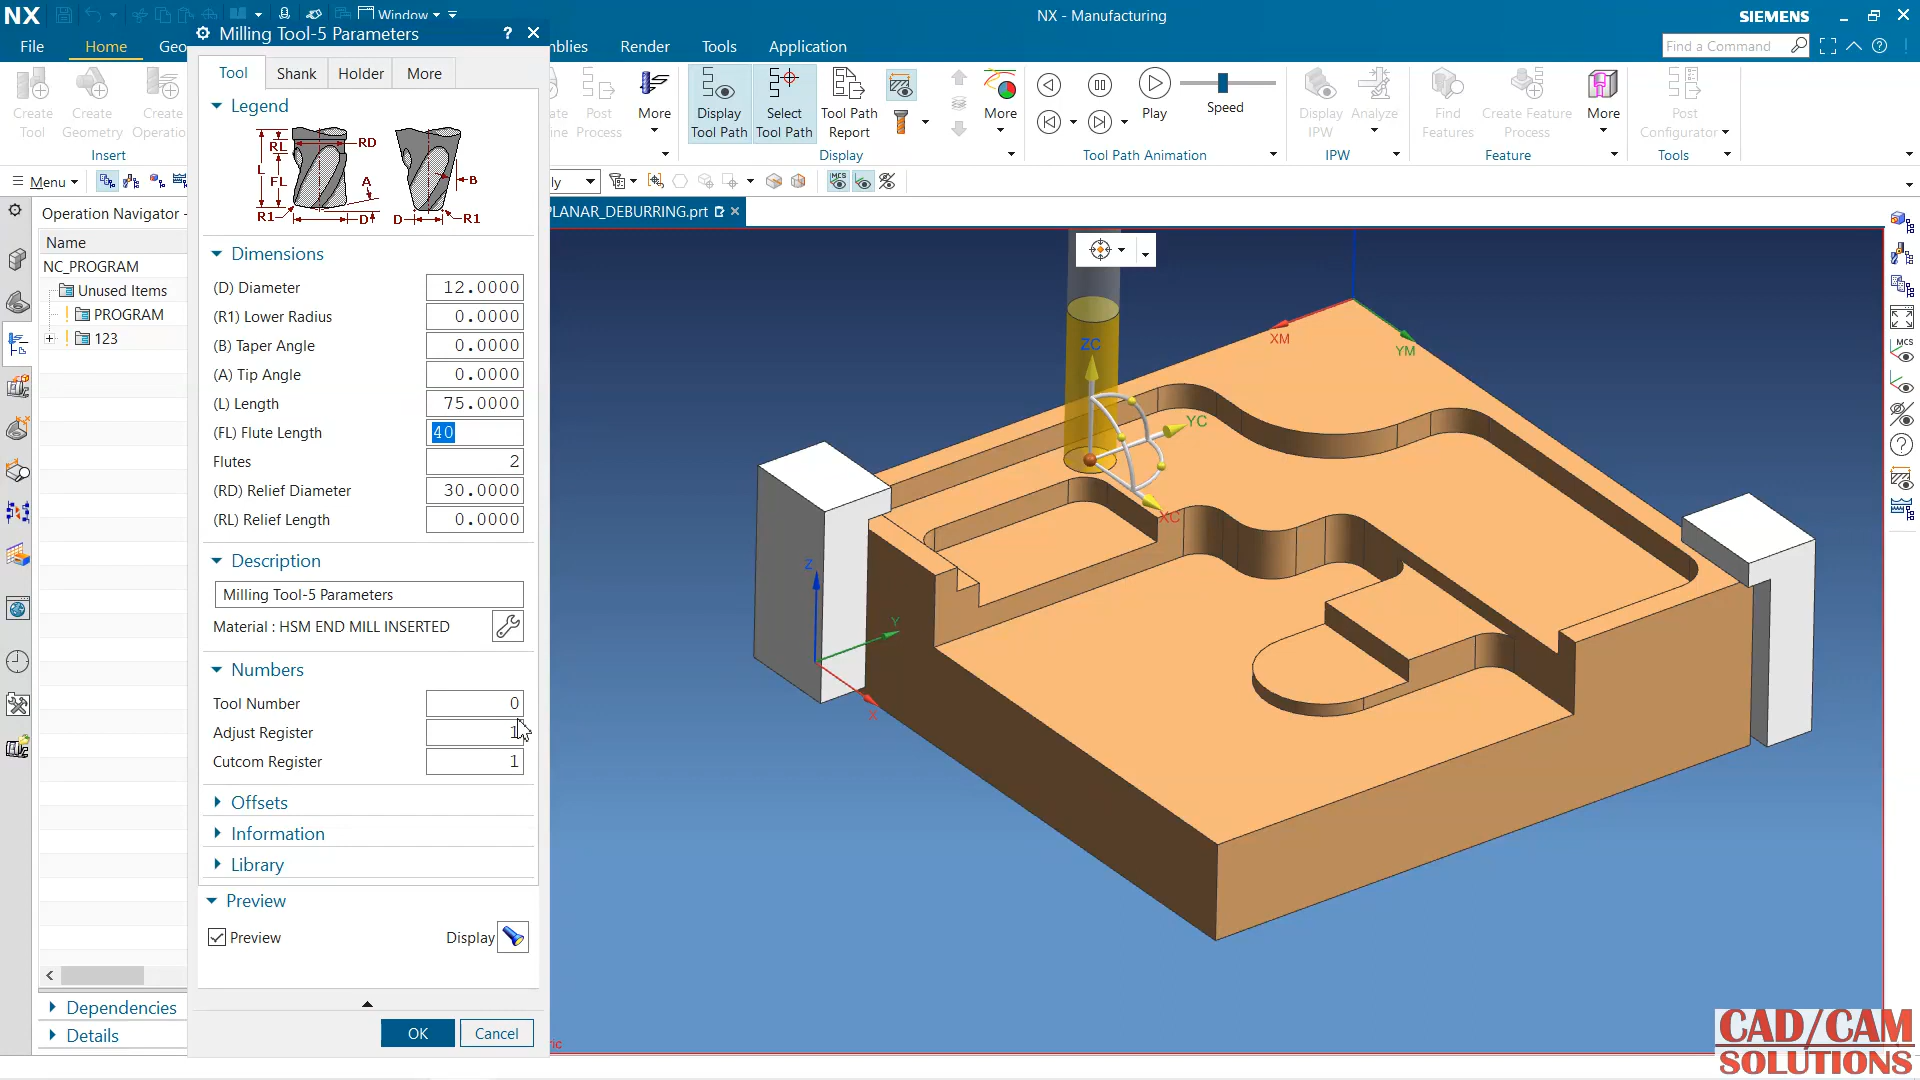 NX
Window
NX - Manufacturing
SIEMENS
File
Home
Geo
blies
Render
Tools
Application
Find a Command
Create
Tool
Create
Geometry
Create
Operatio
Insert
Post
Process
More
Display
Tool Path
Select
Tool Path
Tool Path
Report
More
Display
Play
Speed
Tool Path Animation
Display
IPW
Analyze
IPW
Find
Features
Create Feature
Process
More
Feature
Post
Configurator
Tools
Menu
ly
MCS
Milling Tool-5 Parameters
?
Tool
Shank
Holder
More
Legend
RL
RD
L
FL
A
R1
D
B
D
R1
Dimensions
(D) Diameter 12.0000
(R1) Lower Radius 0.0000
(B) Taper Angle 0.0000
(A) Tip Angle 0.0000
(L) Length 75.0000
(FL) Flute Length 40
Flutes 2
(RD) Relief Diameter 30.0000
(RL) Relief Length 0.0000
Description
Milling Tool-5 Parameters
Material : HSM END MILL INSERTED
Numbers
Tool Number 0
Adjust Register 1
Cutcom Register 1
Offsets
Information
Library
Preview
Preview
Display
OK
Cancel
Operation Navigator -
Name
NC_PROGRAM
Unused Items
PROGRAM
123
Dependencies
Details
PLANAR_DEBURRING.prt
ZC
YC
XC
XM
YM
Z
Y
X
MCS
ric
CAD/CAM
SOLUTIONS